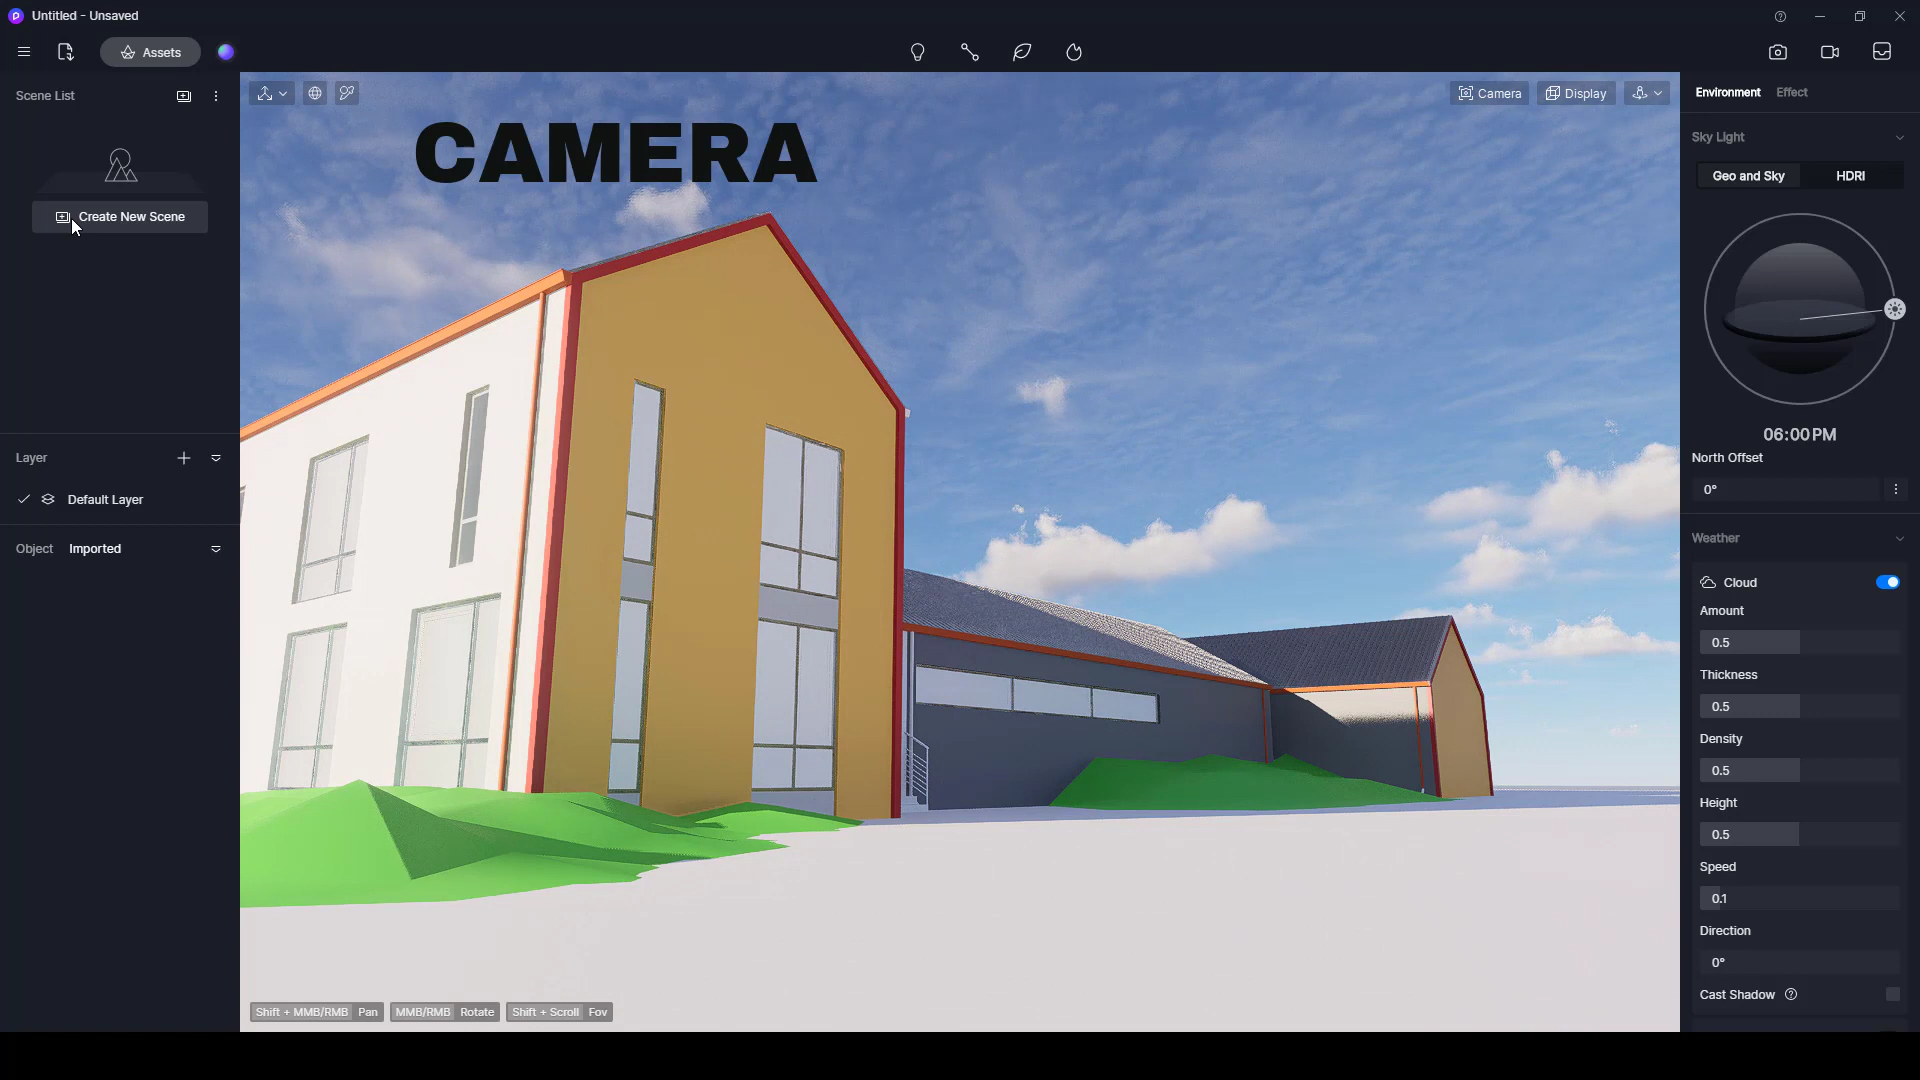 Untitled - Unsaved
Assets
Scene List
Create New Scene
Layer
Default Layer
Object Imported
CAMERA
Camera
Display
Shift + MMB/RMB Pan
MMB/RMB Rotate
Shift + Scroll Fov
Environment Effect
Sky Light
Geo and Sky
HDRI
06:00 PM
North Offset
0°
Weather
Cloud
Amount
0.5
Thickness
0.5
Density
0.5
Height
0.5
Speed
0.1
Direction
0°
Cast Shadow